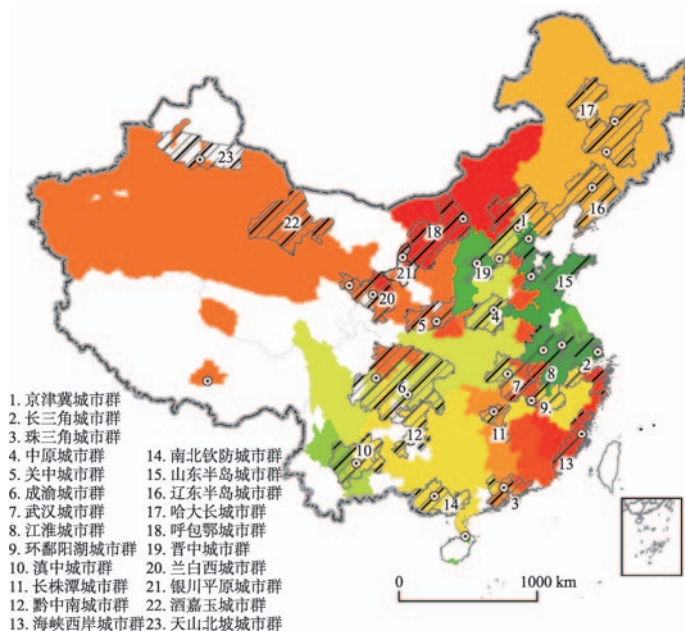 17
23
22
16
18
1
21
19
15
20
5
4
2
8
7
6
9
11
12
10
13
14
3
1. 京津冀城市群
2. 长三角城市群
3. 珠三角城市群
4. 中原城市群
5. 关中城市群
6. 成渝城市群
7. 武汉城市群
8. 江淮城市群
9. 环鄱阳湖城市群
10. 滇中城市群
11. 长株潭城市群
12. 黔中南城市群
13. 海峡西岸城市群
14. 南北钦防城市群
15. 山东半岛城市群
16. 辽东半岛城市群
17. 哈大长城市群
18. 呼包鄂城市群
19. 晋中城市群
20. 兰白西城市群
21. 银川平原城市群
22. 酒嘉玉城市群
23. 天山北坡城市群
0 1000 km